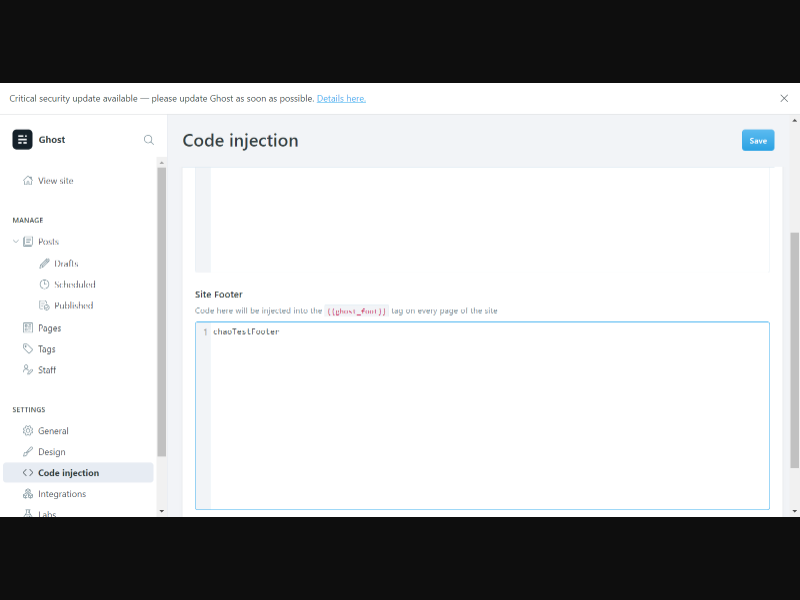 Critical security update available — please update Ghost as soon as possible. Details here.
Ghost
Code injection
Save
View site
MANAGE
Posts
Drafts
Scheduled
Published
Pages
Tags
Staff
SETTINGS
General
Design
Code injection
Integrations
Labs
Site Footer
Code here will be injected into the {{ghost_foot}} tag on every page of the site
1 chaoTestFooter